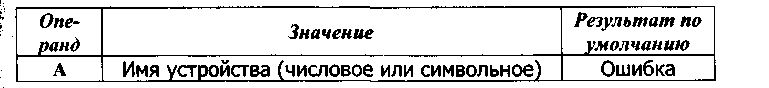 Опе-
ранд
Значение
Результат по
умолчанию
А
Имя устройства (числовое или символьное)
Ошибка